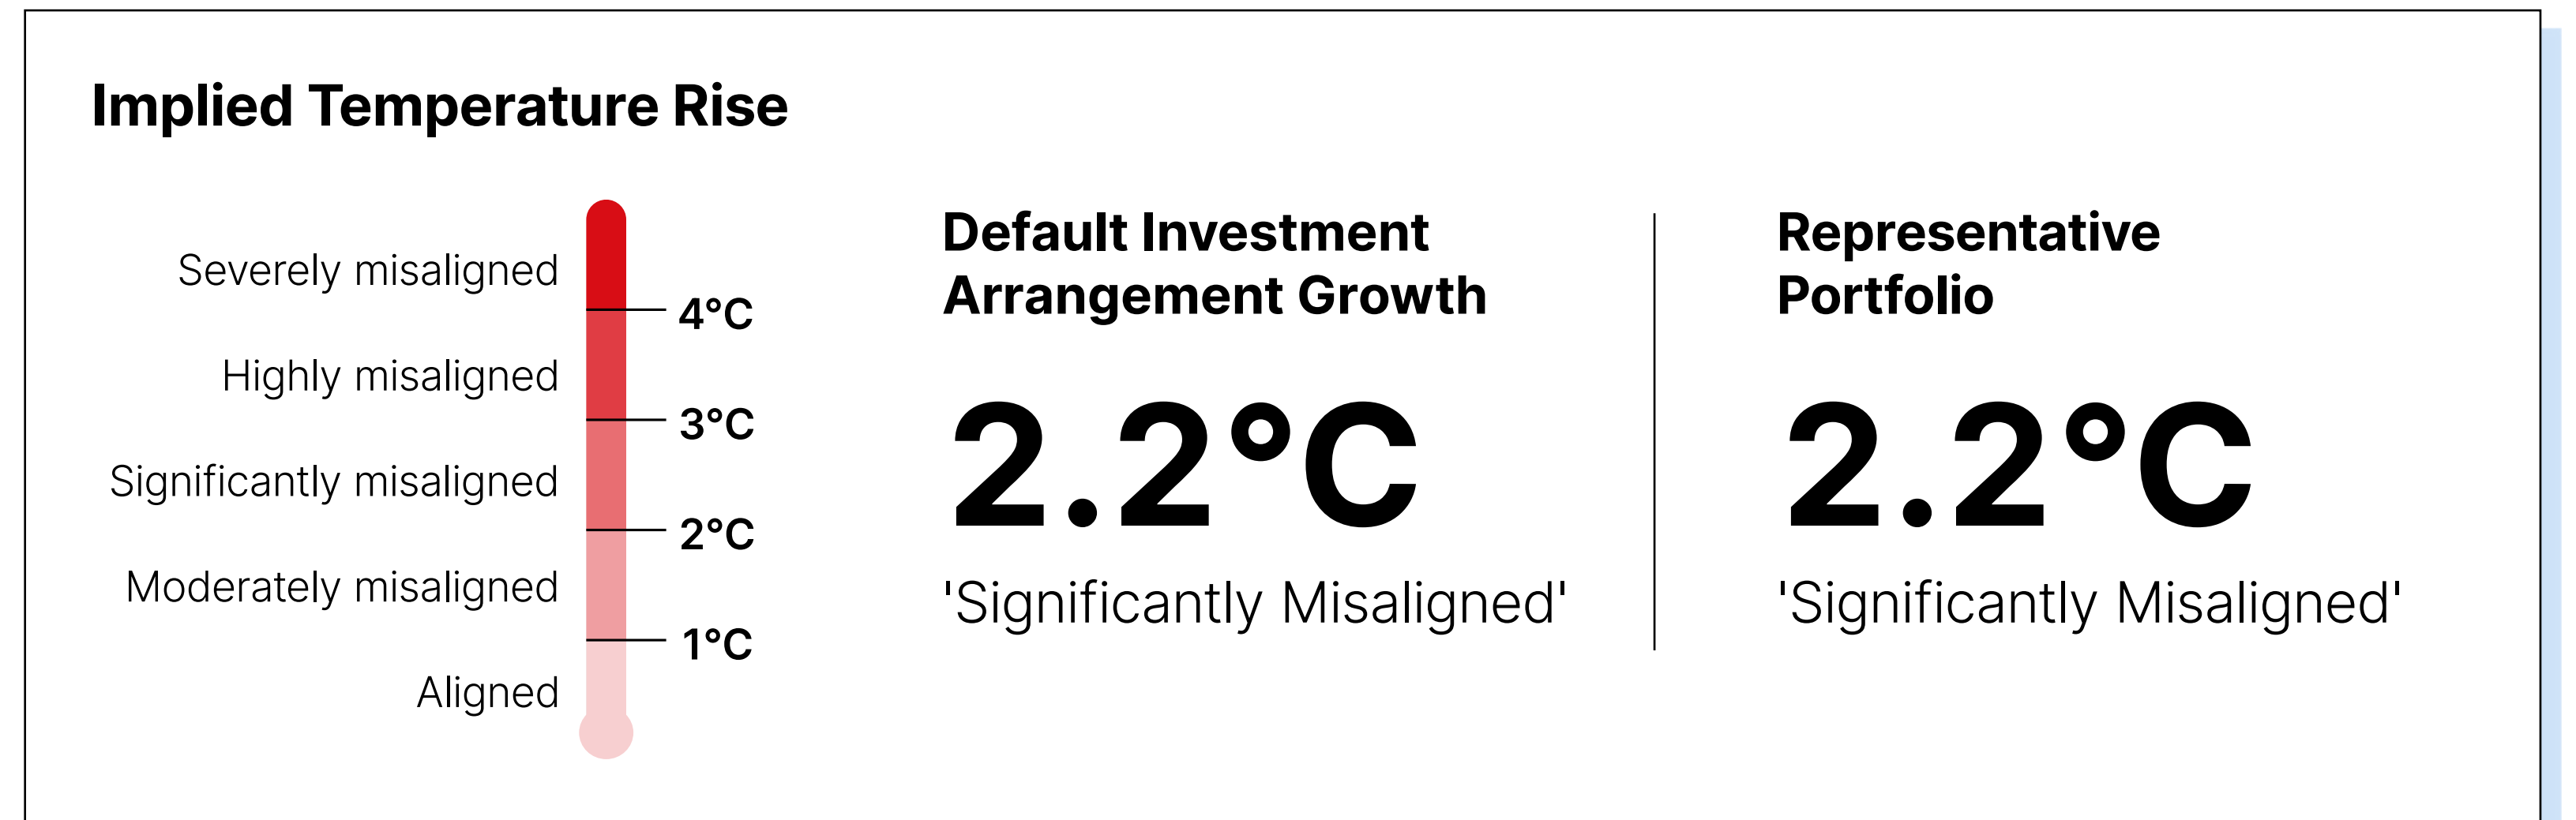 Implied Temperature Rise
Severely misaligned
4°C
Highly misaligned
3°C
Significantly misaligned
2°C
Moderately misaligned
1°C
Aligned
Default Investment
Arrangement Growth
2.2°C
'Significantly Misaligned'
Representative
Portfolio
2.2°C
'Significantly Misaligned'